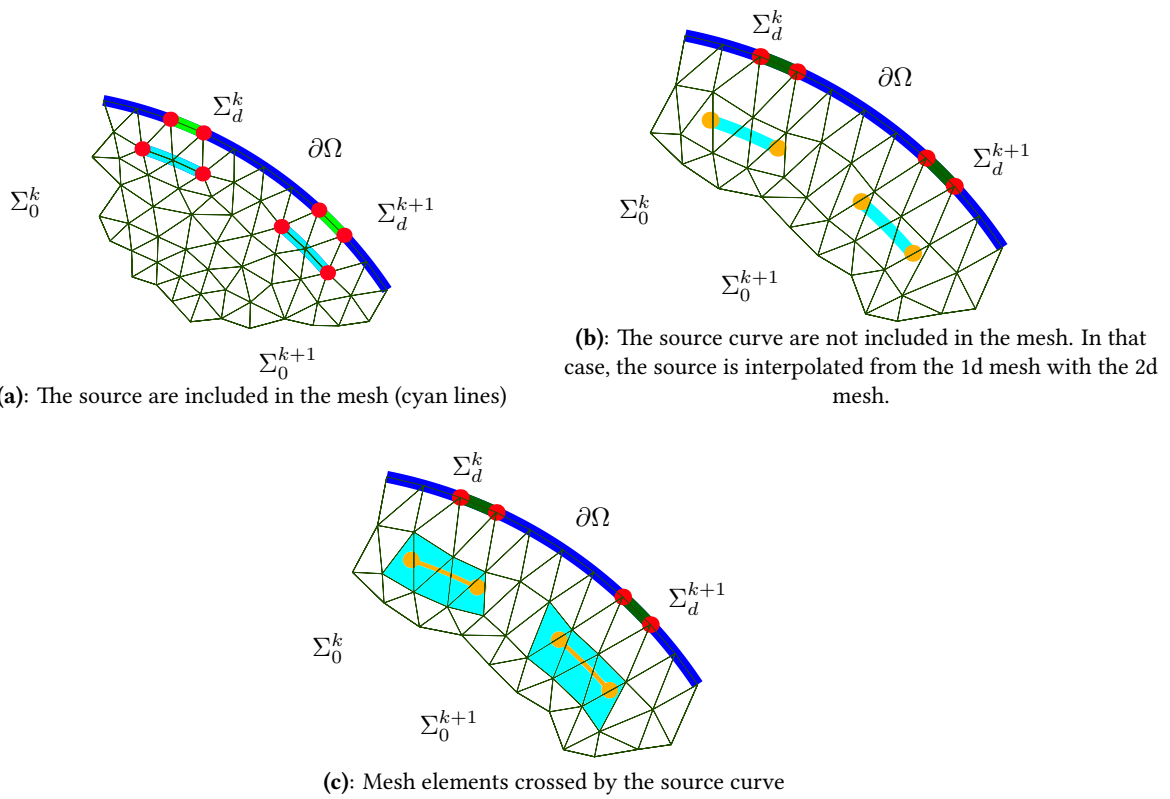 Σ_d^k
∂Ω
Σ_d^{k+1}
Σ_0^k
Σ_0^{k+1}
(a): The source are included in the mesh (cyan lines)
Σ_d^k
∂Ω
Σ_d^{k+1}
Σ_0^k
Σ_0^{k+1}
(b): The source curve are not included in the mesh. In that
case, the source is interpolated from the 1d mesh with the 2d
mesh.
Σ_d^k
∂Ω
Σ_d^{k+1}
Σ_0^k
Σ_0^{k+1}
(c): Mesh elements crossed by the source curve